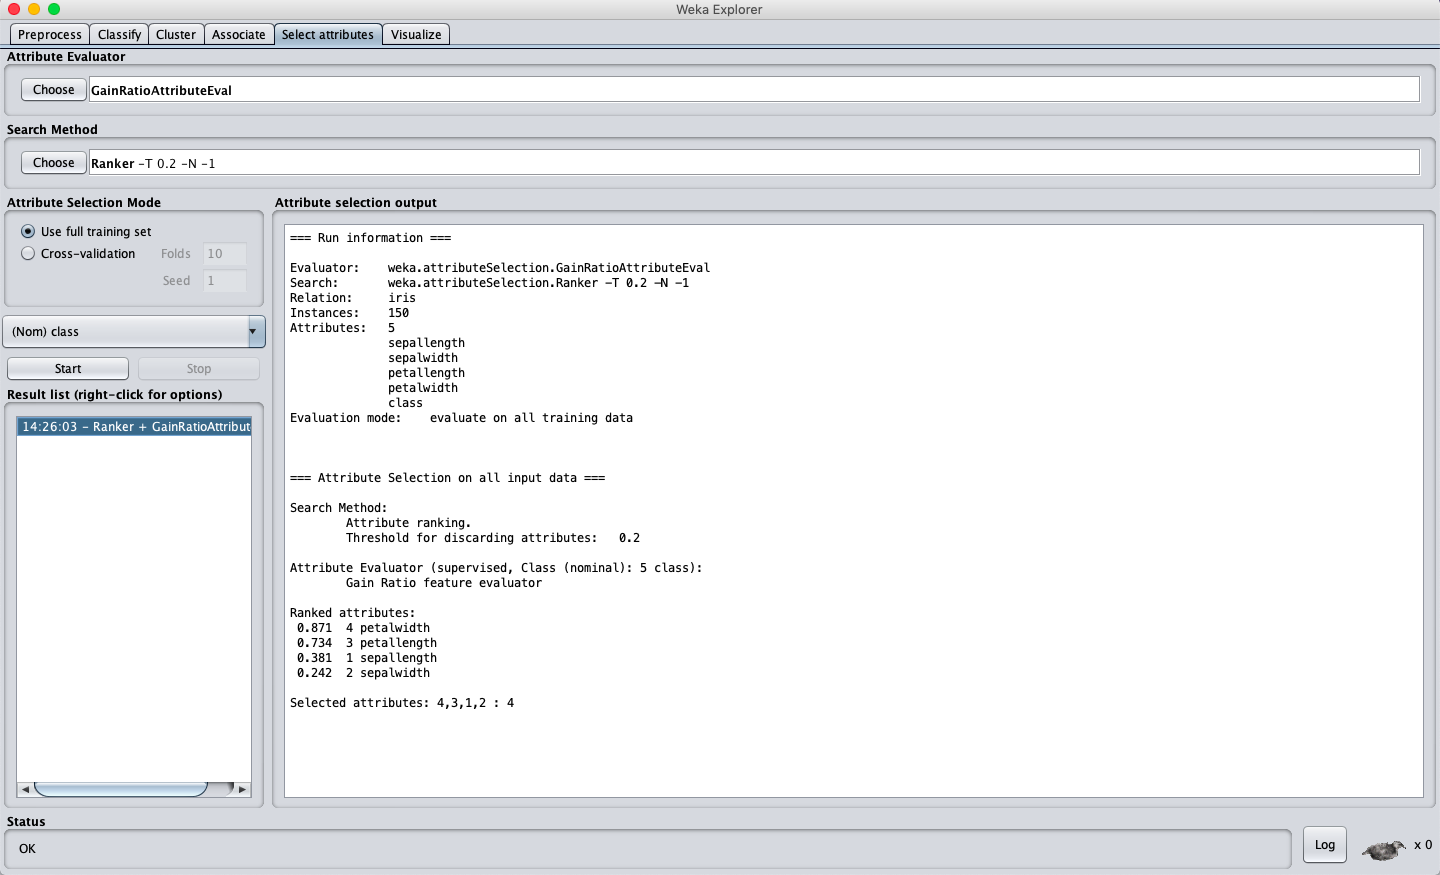 Weka Explorer
Preprocess Classify Cluster Associate Select attributes Visualize
Attribute Evaluator
Choose GainRatioAttributeEval
Search Method
Choose Ranker -T 0.2 -N -1
Attribute Selection Mode
Use full training set
Cross-validation Folds 10
Seed 1
(Nom) class
Start Stop
Result list (right-click for options)
14:26:03 - Ranker + GainRatioAttribut
Attribute selection output
=== Run information ===
Evaluator: weka.attributeSelection.GainRatioAttributeEval
Search: weka.attributeSelection.Ranker -T 0.2 -N -1
Relation: iris
Instances: 150
Attributes: 5
sepallength
sepalwidth
petallength
petalwidth
class
Evaluation mode: evaluate on all training data
=== Attribute Selection on all input data ===
Search Method:
Attribute ranking.
Threshold for discarding attributes: 0.2
Attribute Evaluator (supervised, Class (nominal): 5 class):
Gain Ratio feature evaluator
Ranked attributes:
0.871 4 petalwidth
0.734 3 petallength
0.381 1 sepallength
0.242 2 sepalwidth
Selected attributes: 4,3,1,2 : 4
Status
OK
Log x 0